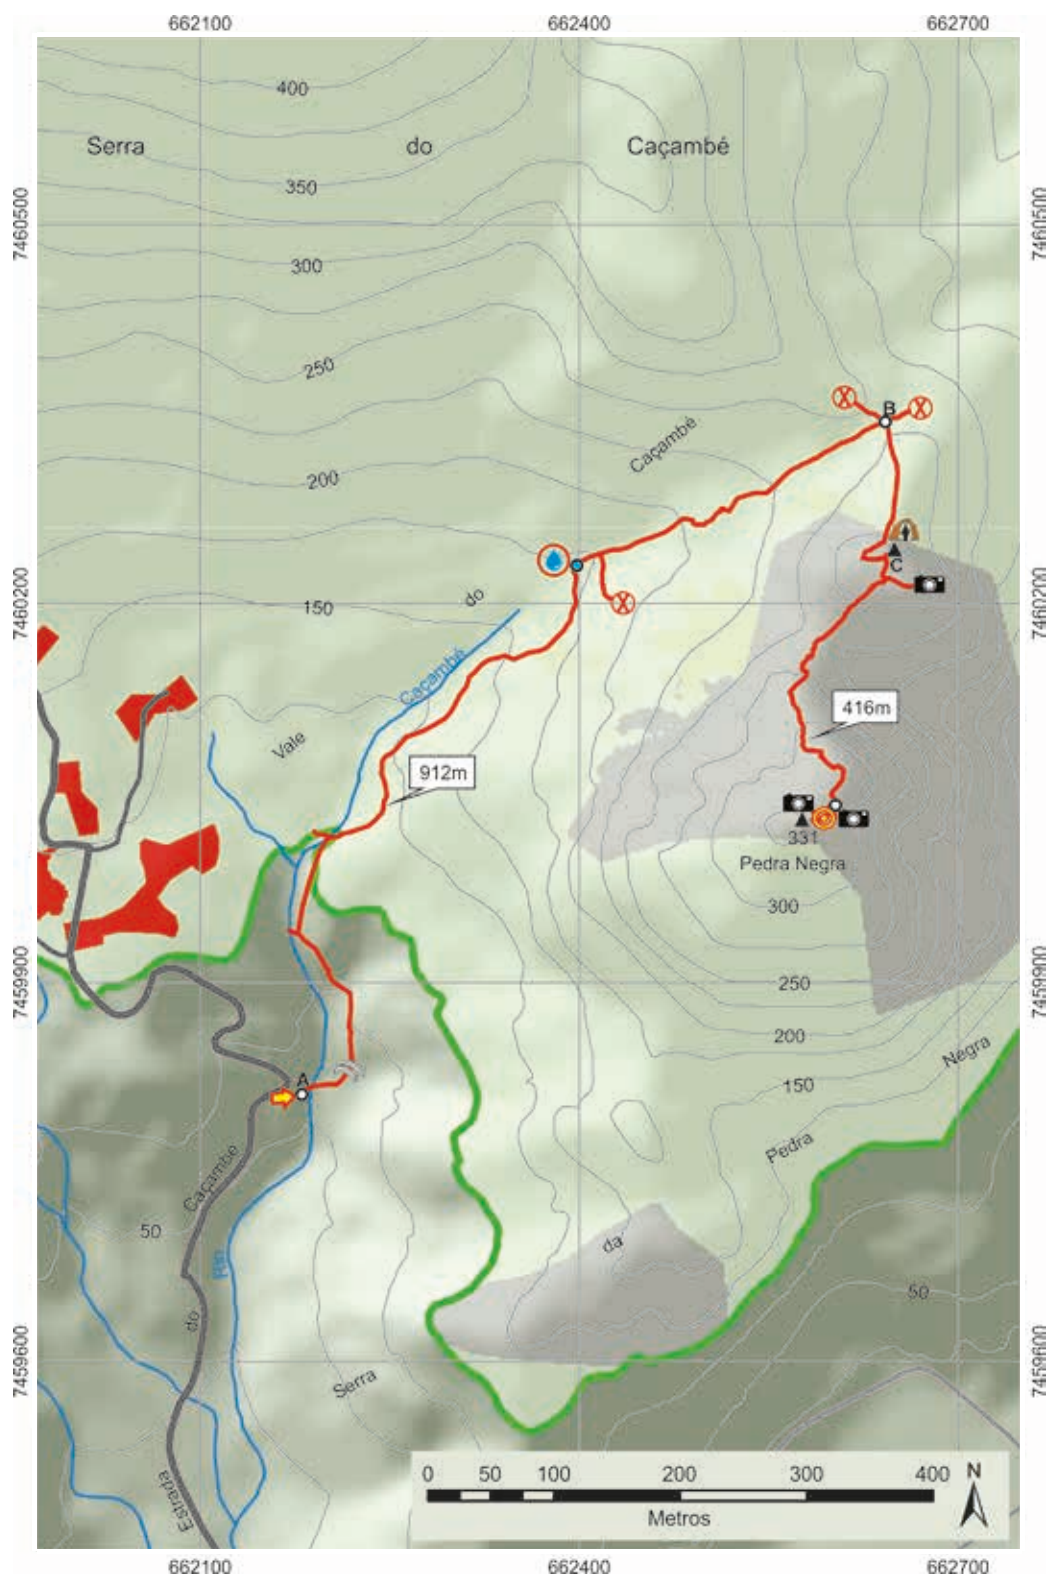 662100 662400 662700
400
Serra do Caçambé
350
7460500 7460500
300
250
B
Caçambé
200
C
150
do
7460200 7460200
Caçambé
416m
Vale
912m
331
Pedra Negra
300
250
7459900 7459900
200
Negra
A
150
Caçambe
Pedra
50
da
Rio
50
do
7459600 7459600
Serra
Estrada
0 50 100 200 300 400 N
Metros
662100 662400 662700